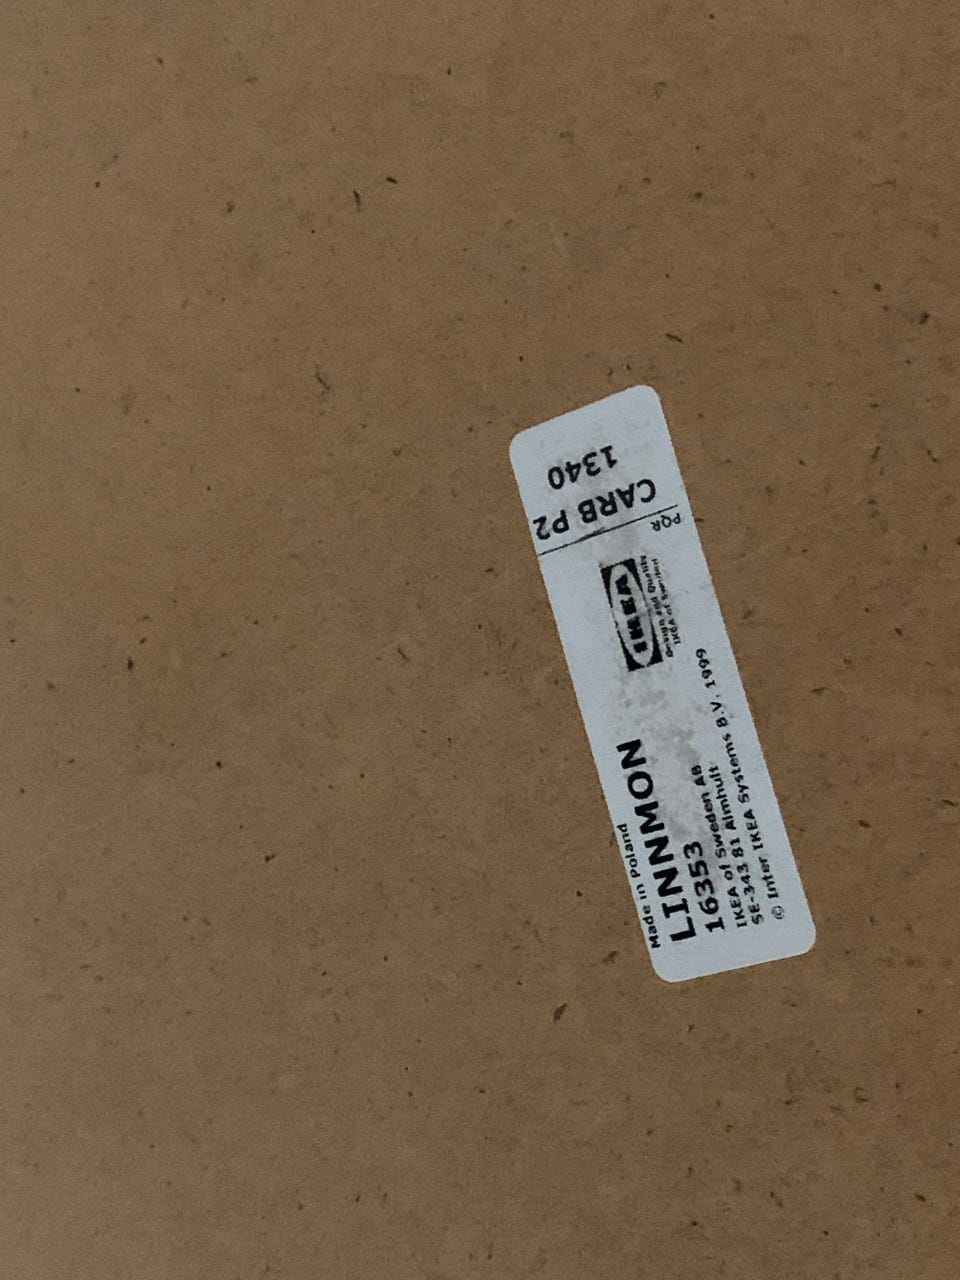 Made in Poland
LINNMON
16353
IKEA of Sweden AB
SE-343 81 Älmhult
© Inter IKEA Systems B.V. 1999
IKEA
Design and Quality
IKEA of Sweden
PQR
CARB P2
1340